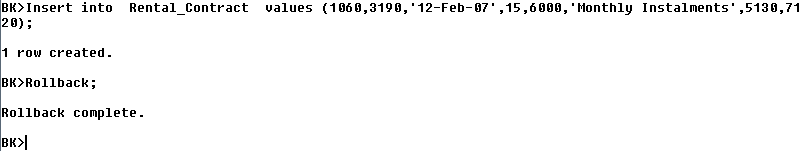 BK>Insert into  Rental_Contract  values (1060,3190,'12-Feb-07',15,6000,'Monthly Instalments',5130,71
20);
1 row created.
BK>Rollback;
Rollback complete.
BK>